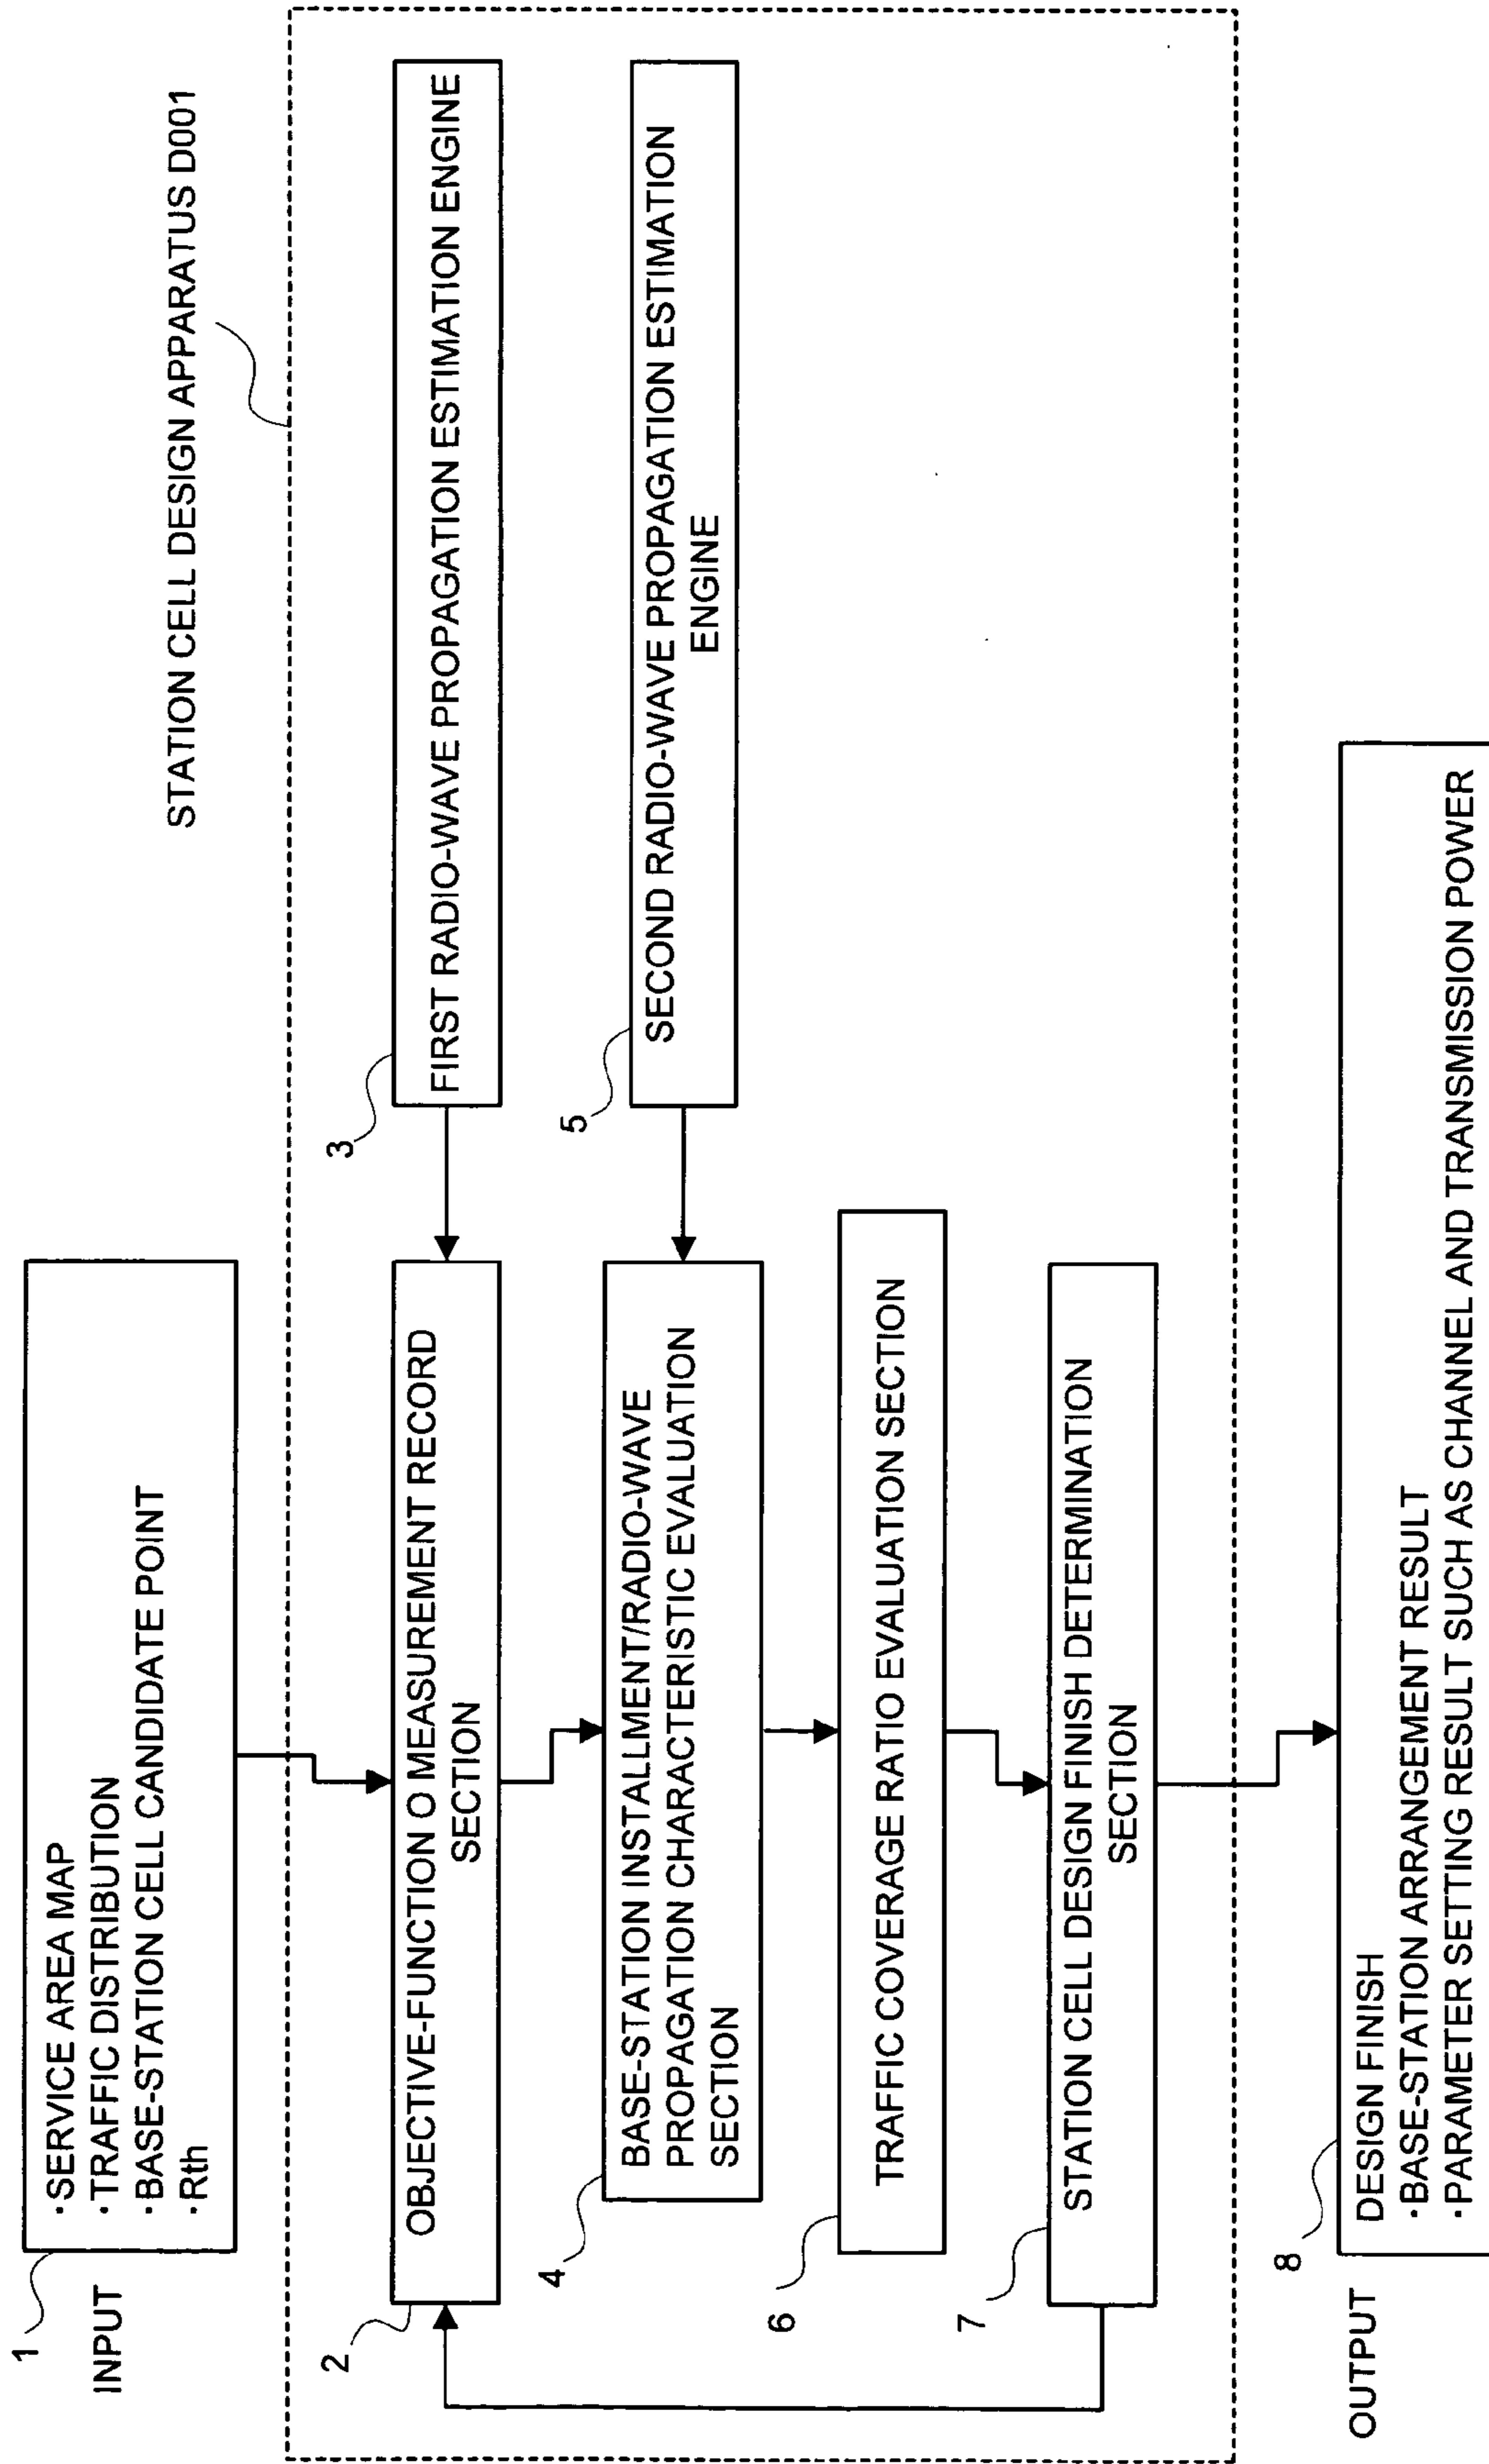 STATION CELL DESIGN APPARATUS D001
1
INPUT
・SERVICE AREA MAP
・TRAFFIC DISTRIBUTION
・BASE-STATION CELL CANDIDATE POINT
・Rth
2
OBJECTIVE-FUNCTION O MEASUREMENT RECORD
SECTION
3
FIRST RADIO-WAVE PROPAGATION ESTIMATION ENGINE
4
BASE-STATION INSTALLMENT/RADIO-WAVE
PROPAGATION CHARACTERISTIC EVALUATION
SECTION
5
SECOND RADIO-WAVE PROPAGATION ESTIMATION
ENGINE
6
TRAFFIC COVERAGE RATIO EVALUATION SECTION
7
STATION CELL DESIGN FINISH DETERMINATION
SECTION
8
OUTPUT
DESIGN FINISH
・BASE-STATION ARRANGEMENT RESULT
・PARAMETER SETTING RESULT SUCH AS CHANNEL AND TRANSMISSION POWER